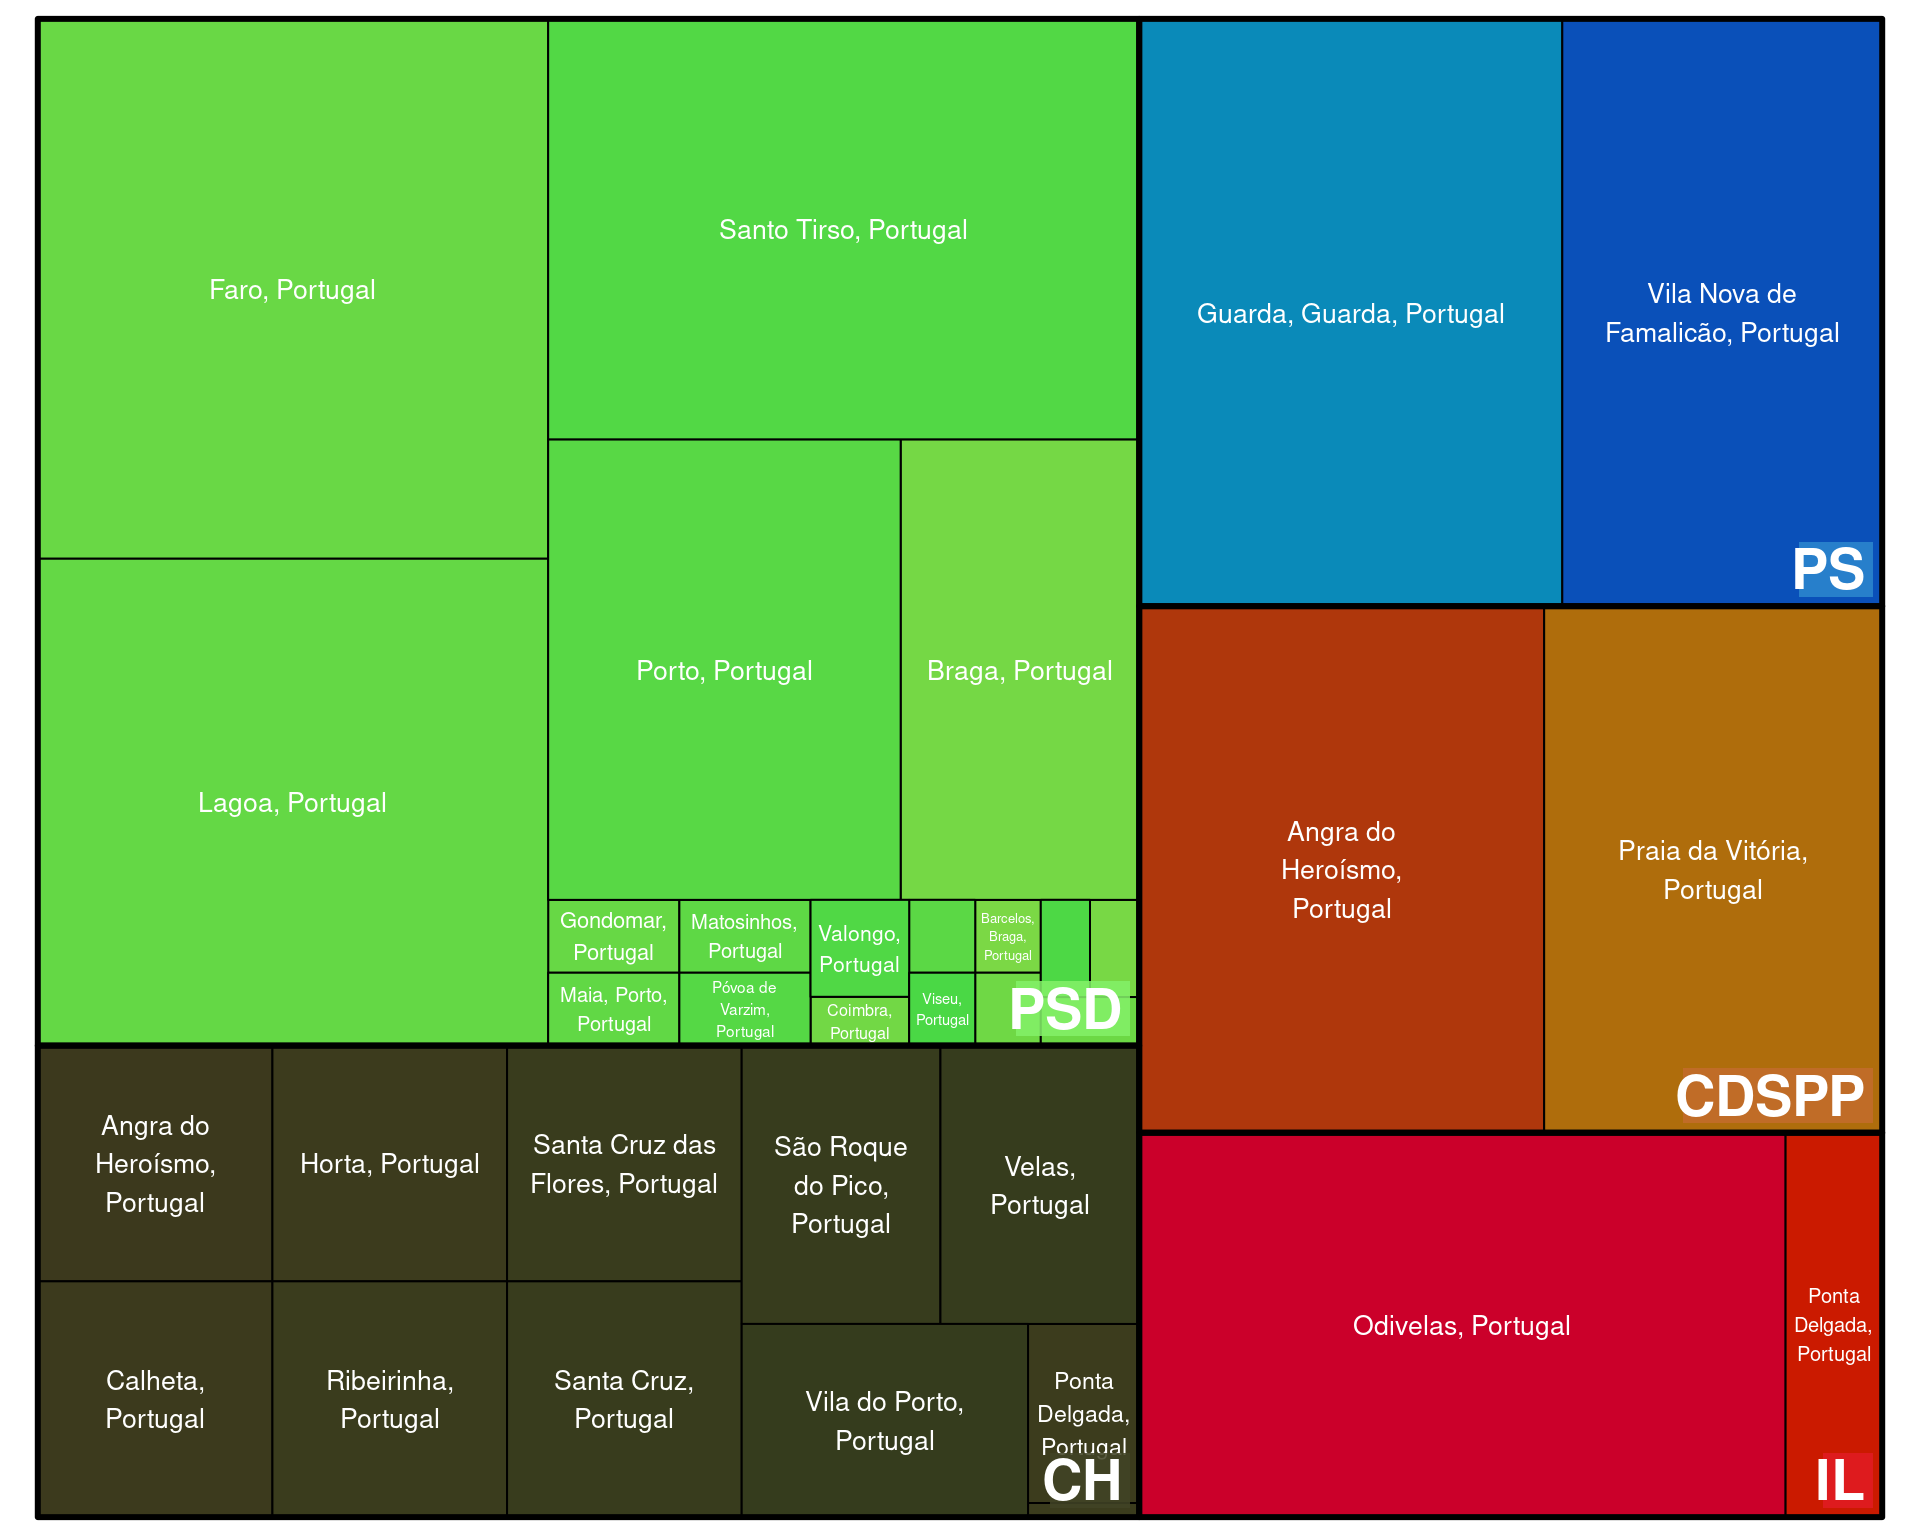 Faro, Portugal
Santo Tirso, Portugal
Lagoa, Portugal
Porto, Portugal
Braga, Portugal
Gondomar,
Portugal
Matosinhos,
Portugal
Valongo,
Portugal
Barcelos,
Braga,
Portugal
Maia, Porto,
Portugal
Póvoa de
Varzim,
Portugal
Coimbra,
Portugal
Viseu,
Portugal
PSD
Guarda, Guarda, Portugal
Vila Nova de
Famalicão, Portugal
PS
Angra do
Heroísmo,
Portugal
Praia da Vitória,
Portugal
CDSPP
Angra do
Heroísmo,
Portugal
Horta, Portugal
Santa Cruz das
Flores, Portugal
São Roque
do Pico,
Portugal
Velas,
Portugal
Calheta,
Portugal
Ribeirinha,
Portugal
Santa Cruz,
Portugal
Vila do Porto,
Portugal
Ponta
Delgada,
Portugal
CH
Odivelas, Portugal
Ponta
Delgada,
Portugal
IL